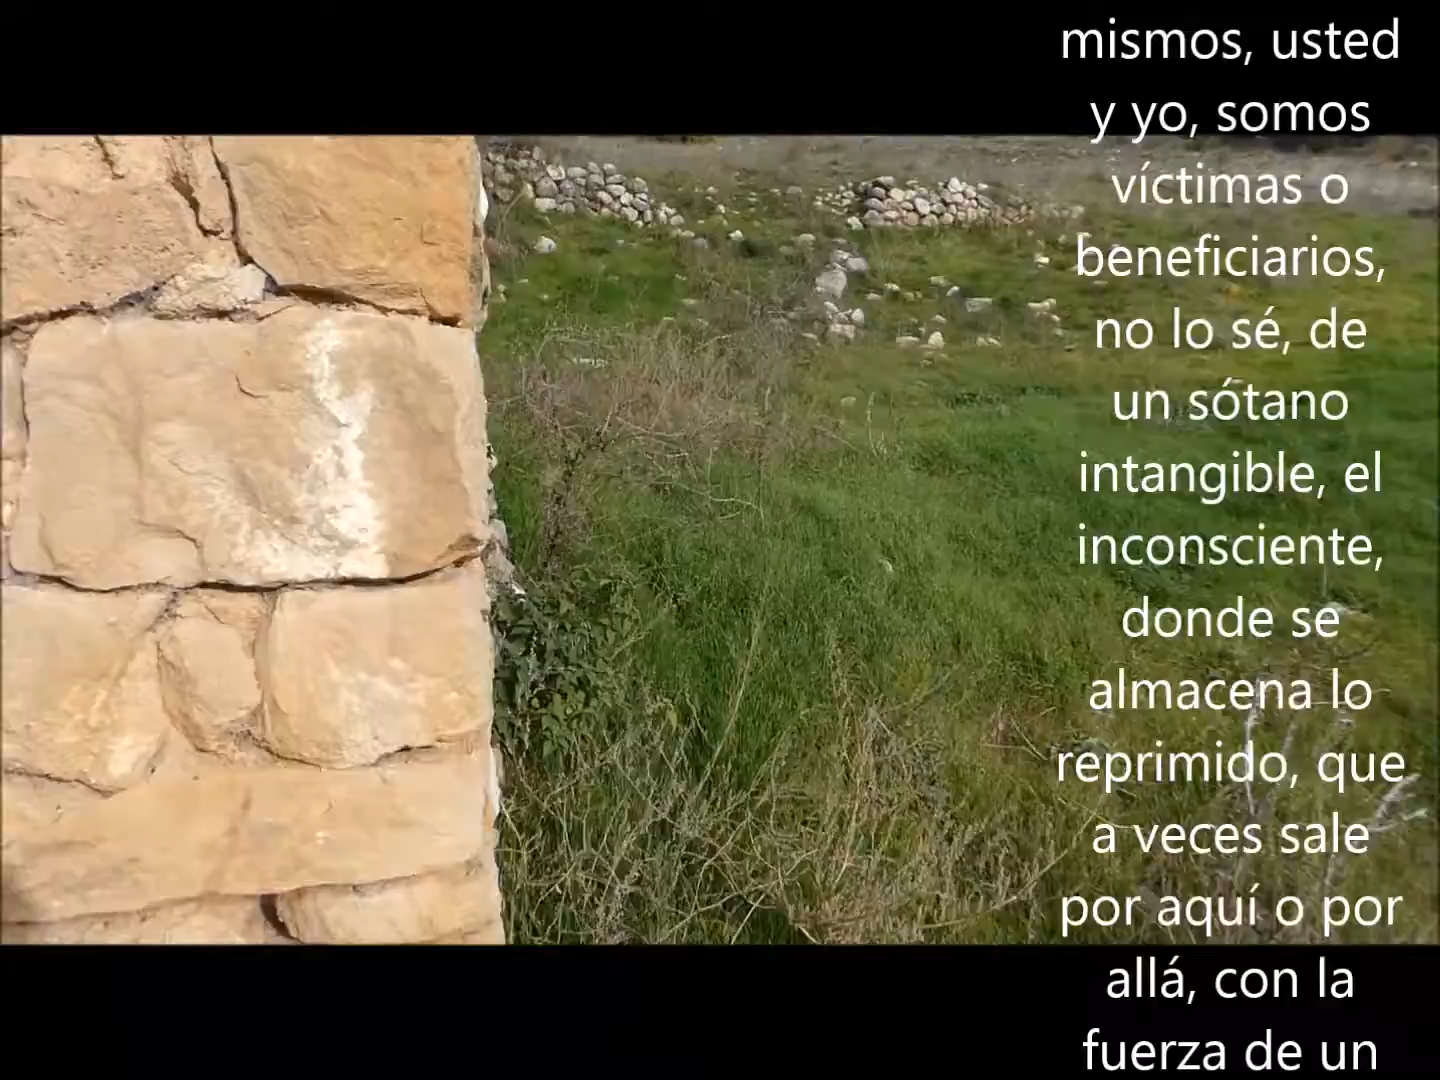 mismos, usted
y yo, somos
víctimas o
beneficiarios,
no lo sé, de
un sótano
intangible, el
inconsciente,
donde se
almacena lo
reprimido, que
a veces sale
por aquí o por
allá, con la
fuerza de un